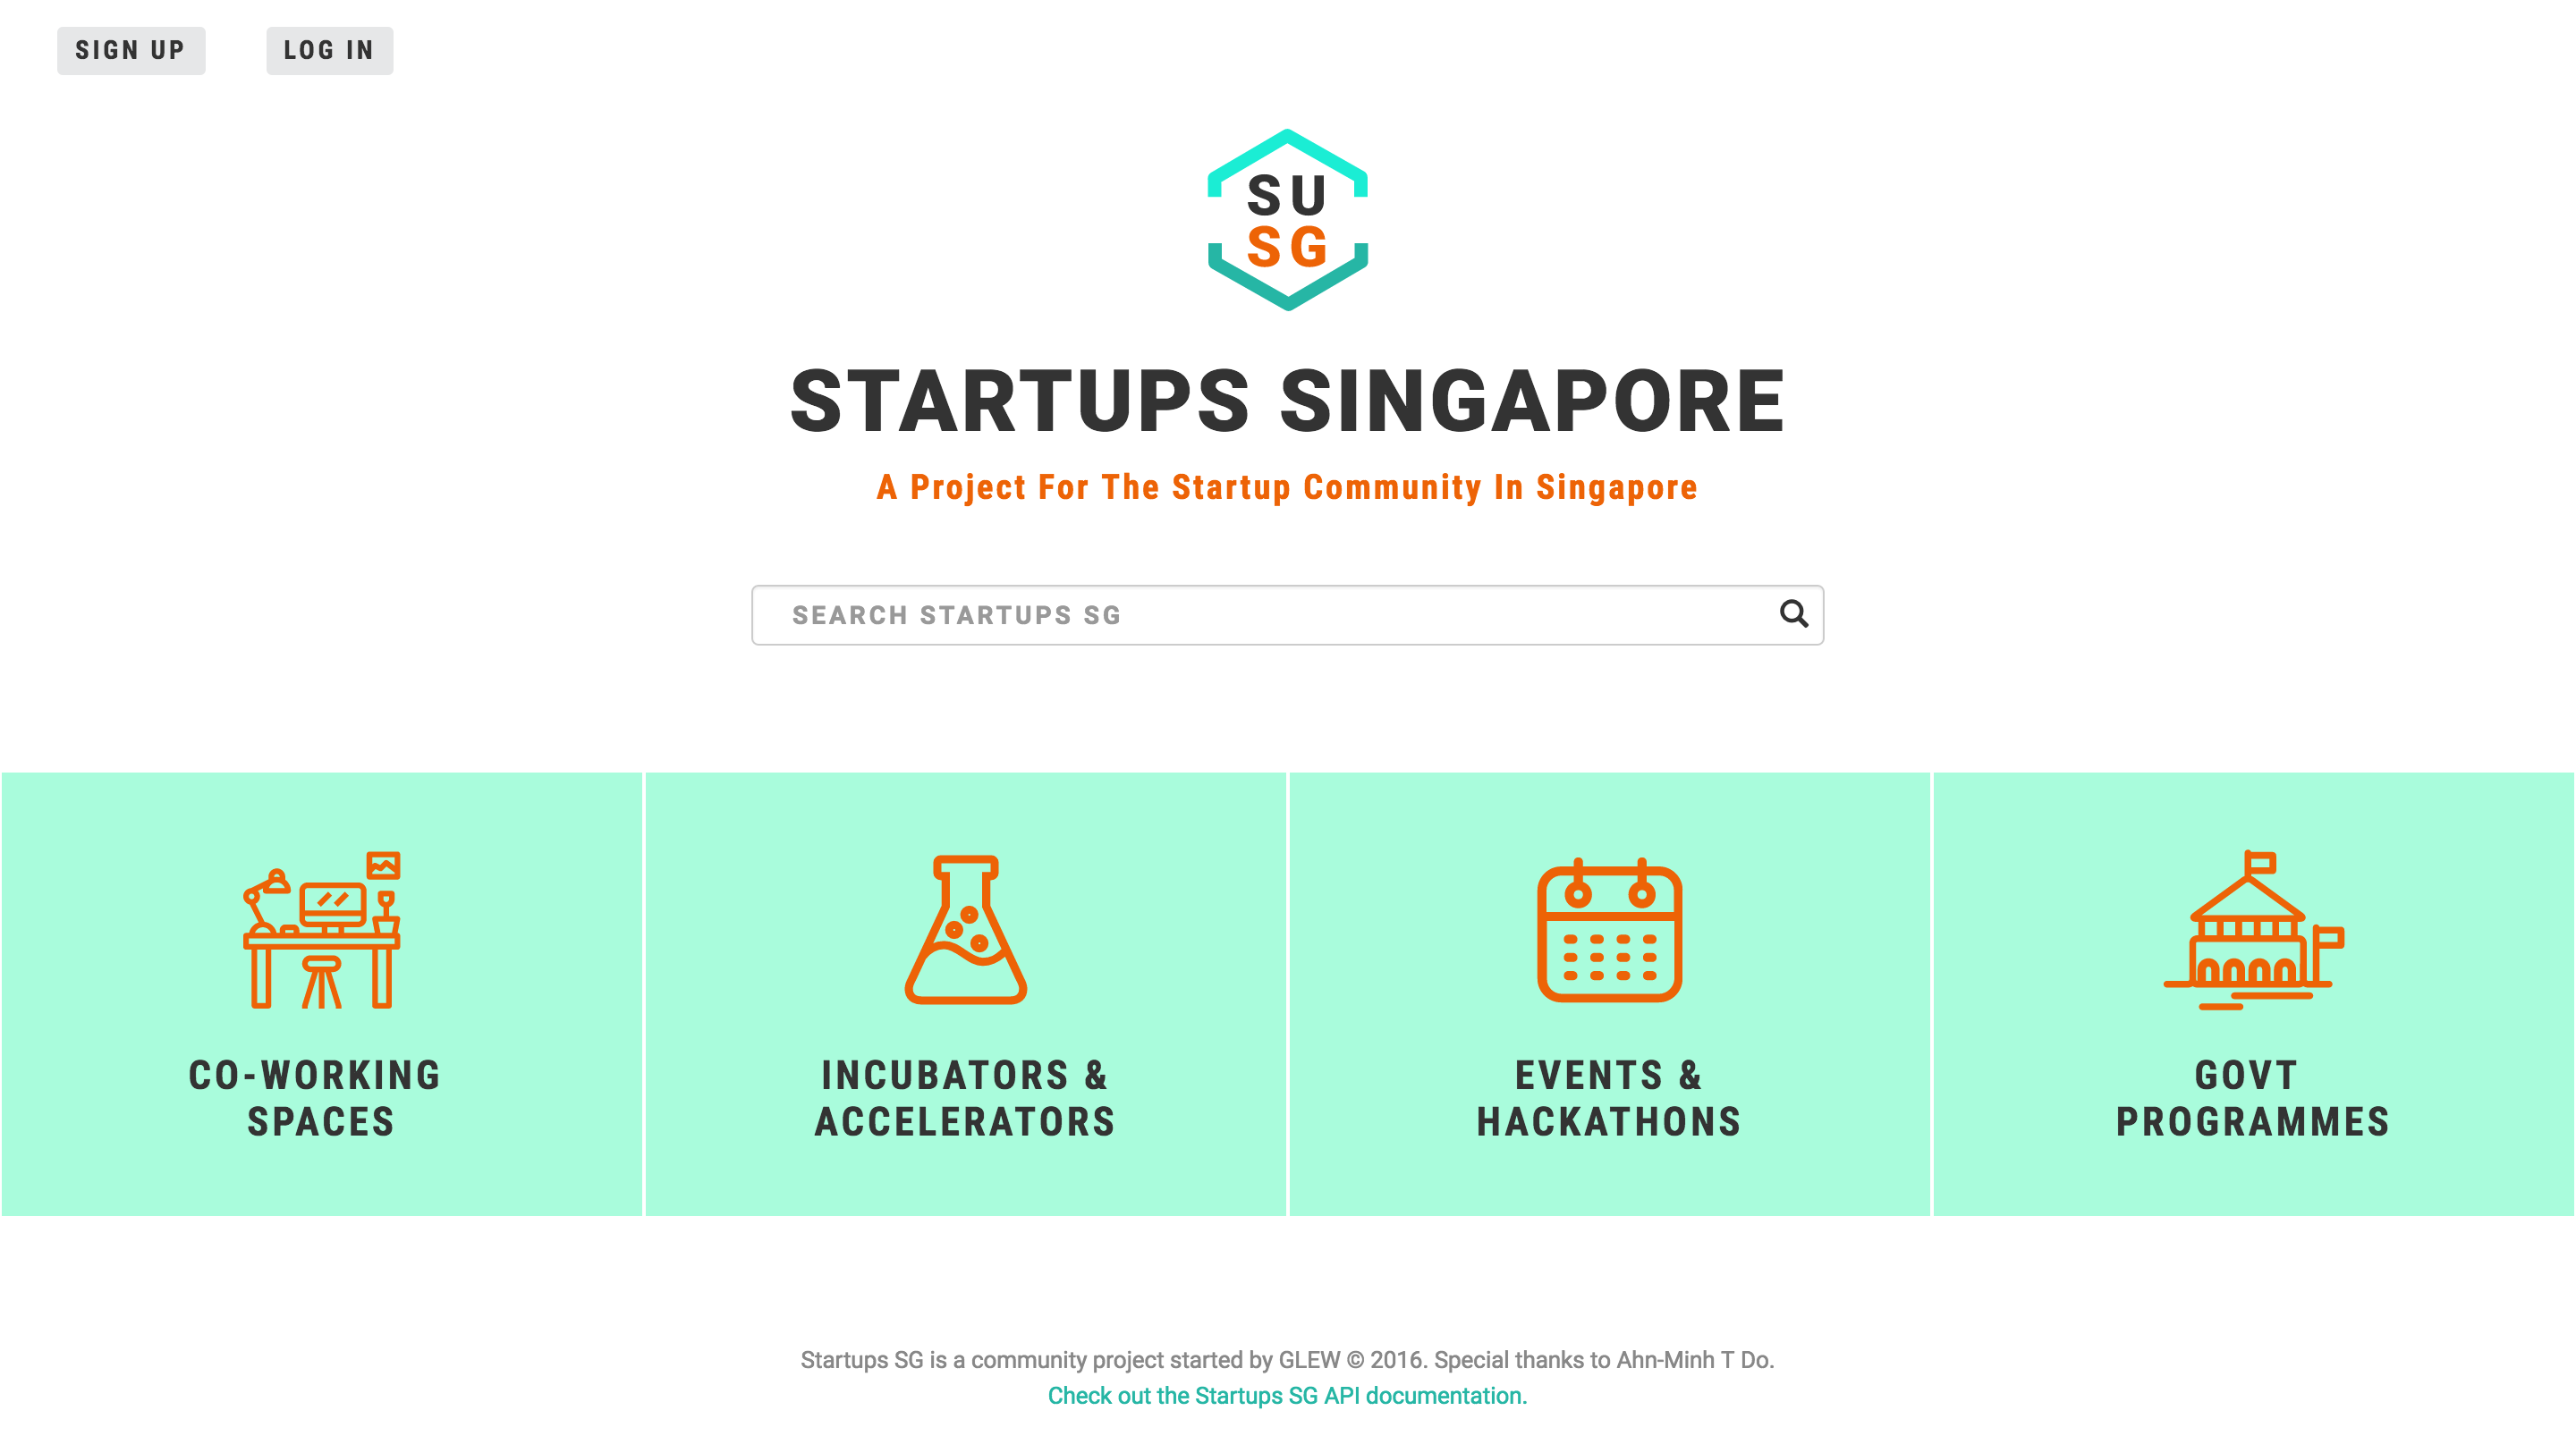 SIGN UP
LOG IN
SU
SG
STARTUPS SINGAPORE
A Project For The Startup Community In Singapore
SEARCH STARTUPS SG
CO-WORKING
SPACES
INCUBATORS &
ACCELERATORS
EVENTS &
HACKATHONS
GOVT
PROGRAMMES
Startups SG is a community project started by GLEW © 2016. Special thanks to Ahn-Minh T Do.
Check out the Startups SG API documentation.